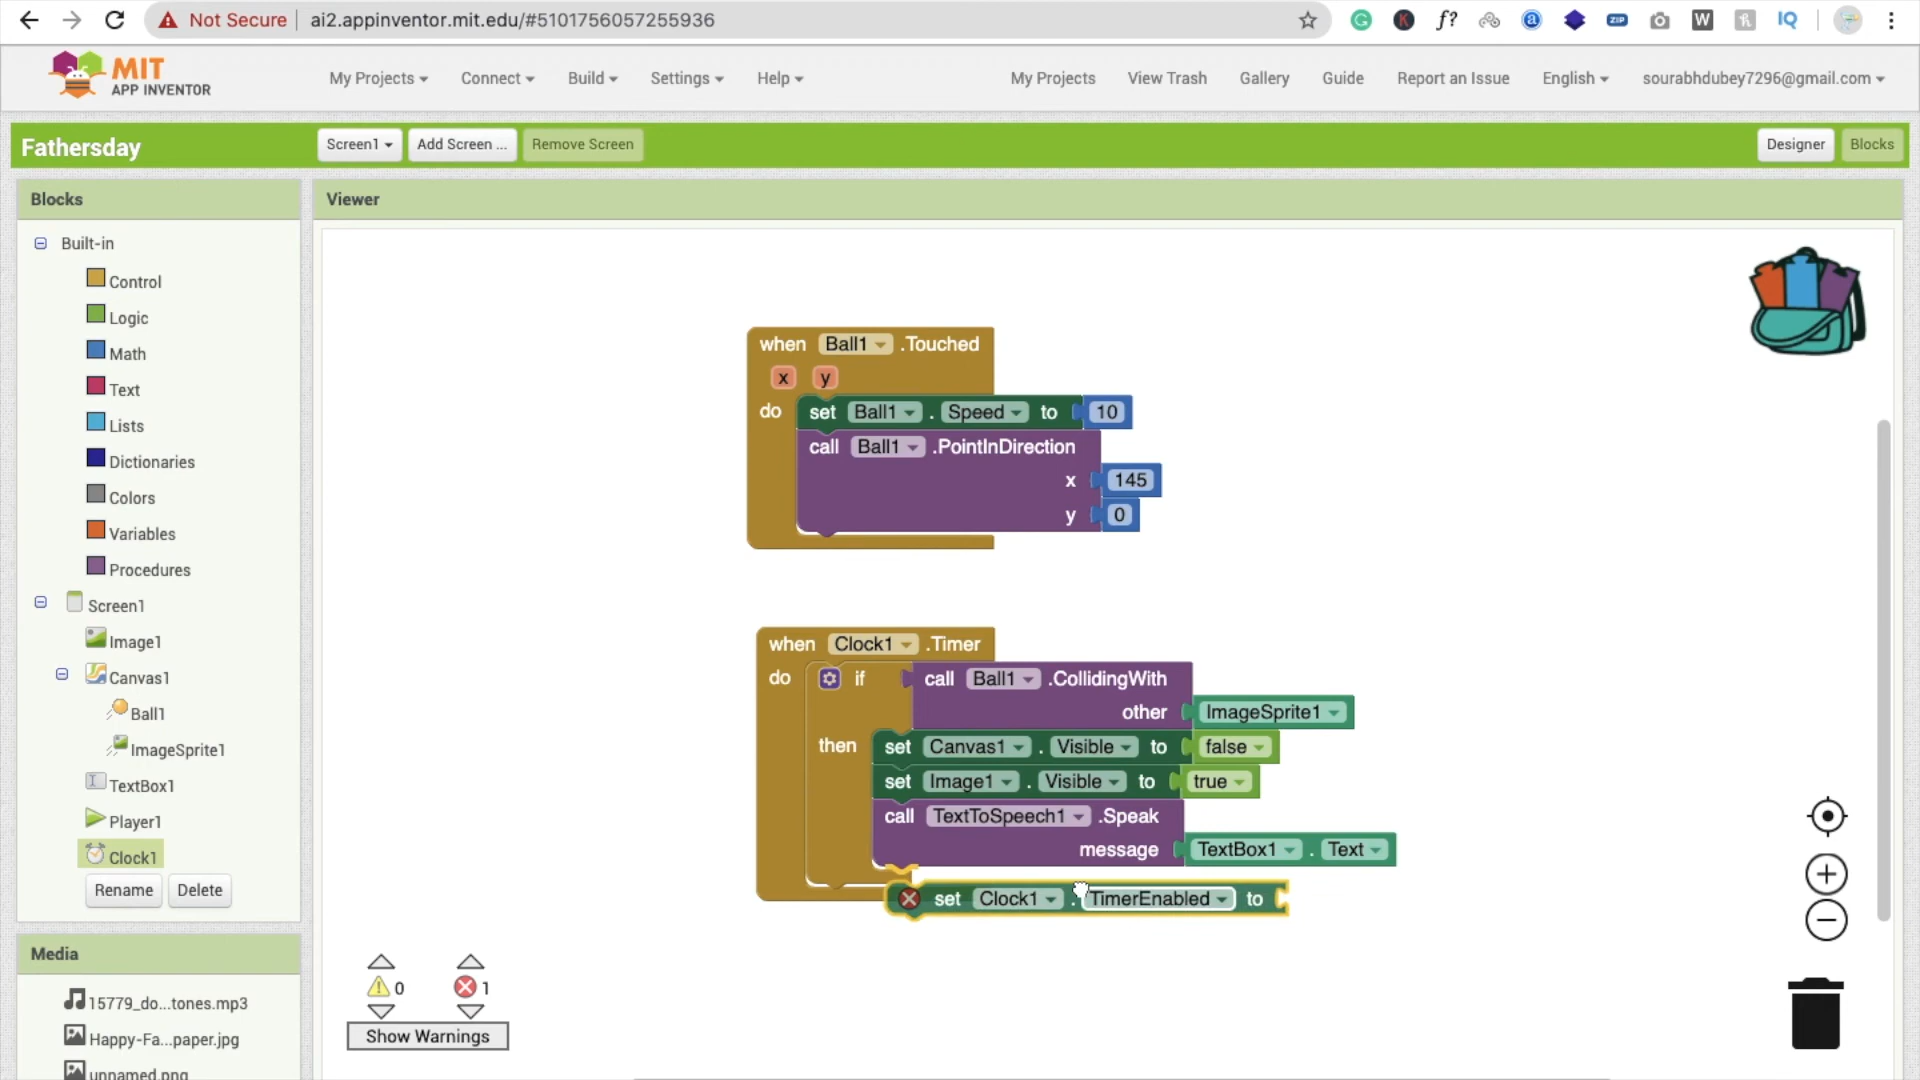 Not Secure ai2.appinventor.mit.edu/#5101756057255936
f? a ZIP W IQ
MIT
APP INVENTOR
My Projects Connect Build Settings Help My Projects View Trash Gallery Guide Report an Issue English sourabhdubey7296@gmail.com
Fathersday Screen1 Add Screen ... Remove Screen Designer Blocks
Blocks Viewer
Built-in
Control
Logic
Math
Text
Lists
Dictionaries
Colors
Variables
Procedures
Screen1
Image1
Canvas1
Ball1
ImageSprite1
TextBox1
Player1
Clock1
Rename Delete
Media
15779_do...tones.mp3
Happy-Fa...paper.jpg
unnamed.png
when Ball1 .Touched
x y
do set Ball1 . Speed to 10
call Ball1 .PointInDirection
x 145
y 0
when Clock1 .Timer
do if call Ball1 .CollidingWith
other ImageSprite1
then set Canvas1 . Visible to false
set Image1 . Visible to true
call TextToSpeech1 .Speak
message TextBox1 . Text
set Clock1 . TimerEnabled to
0 1
Show Warnings